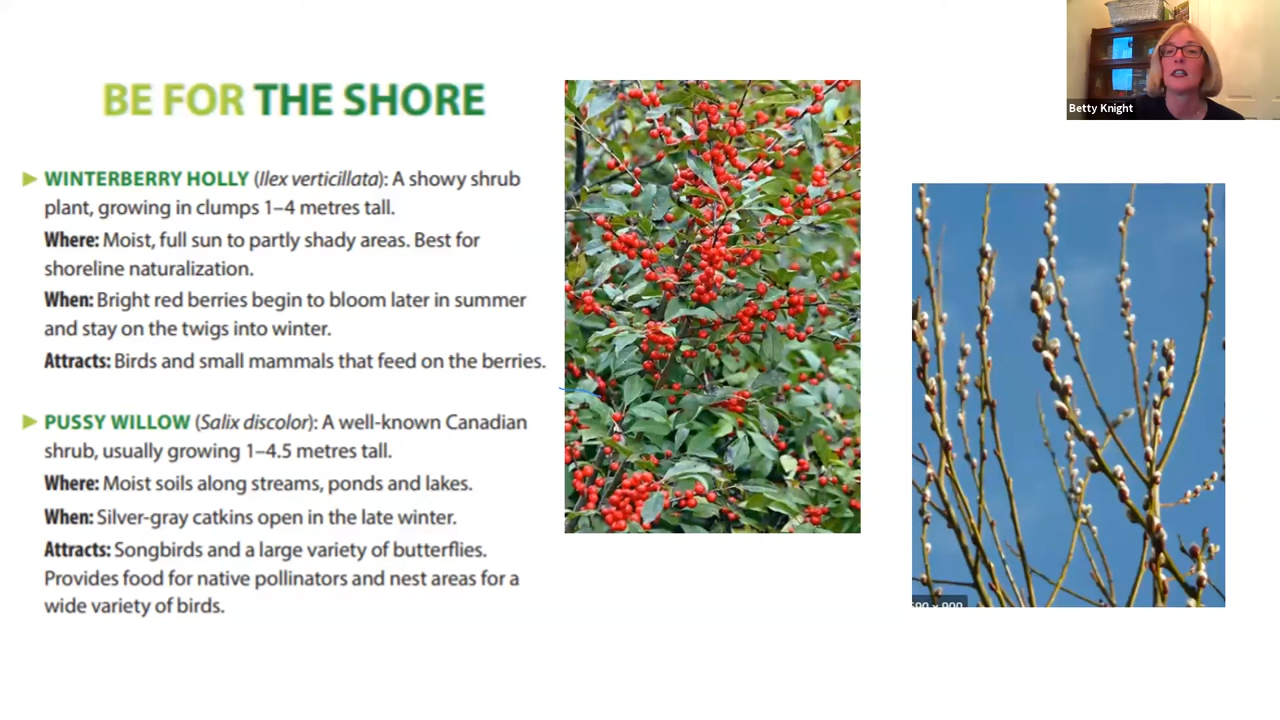 BE FOR THE SHORE
▶ WINTERBERRY HOLLY (Ilex verticillata): A showy shrub
plant, growing in clumps 1–4 metres tall.
Where: Moist, full sun to partly shady areas. Best for
shoreline naturalization.
When: Bright red berries begin to bloom later in summer
and stay on the twigs into winter.
Attracts: Birds and small mammals that feed on the berries.
▶ PUSSY WILLOW (Salix discolor): A well-known Canadian
shrub, usually growing 1–4.5 metres tall.
Where: Moist soils along streams, ponds and lakes.
When: Silver-gray catkins open in the late winter.
Attracts: Songbirds and a large variety of butterflies.
Provides food for native pollinators and nest areas for a
wide variety of birds.
Betty Knight